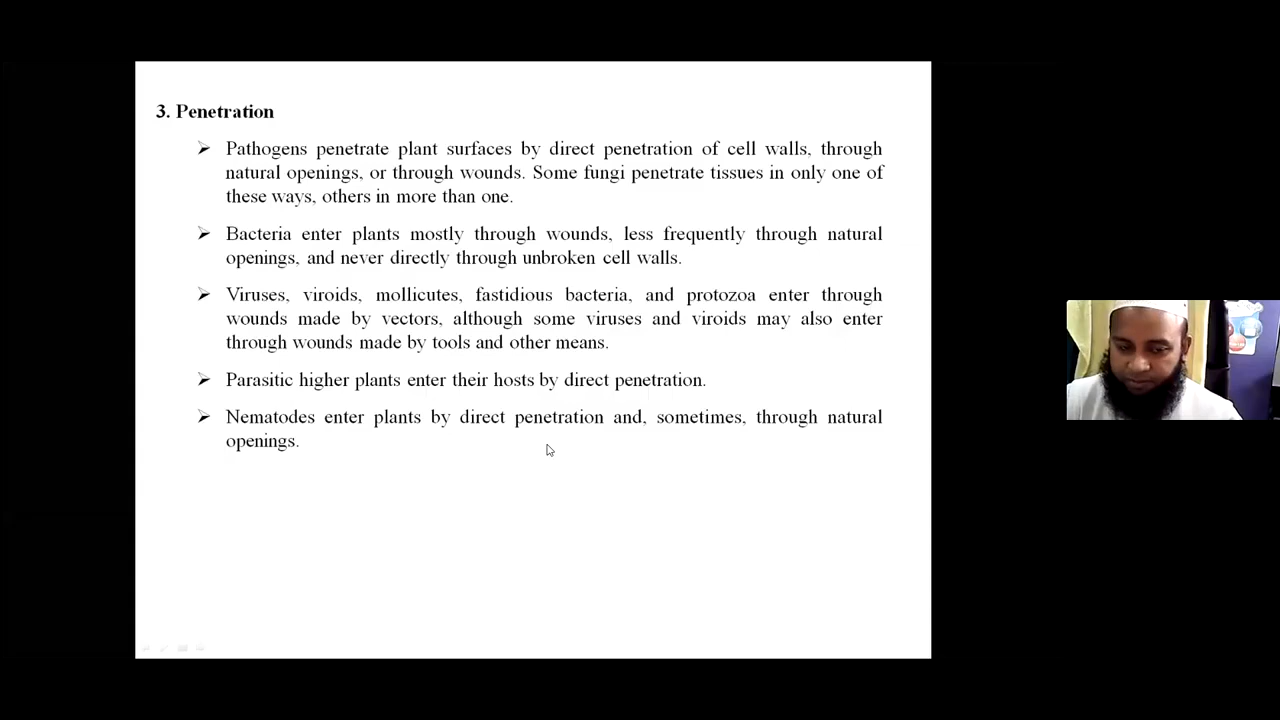 3. Penetration
➢ Pathogens penetrate plant surfaces by direct penetration of cell walls, through
natural openings, or through wounds. Some fungi penetrate tissues in only one of
these ways, others in more than one.
➢ Bacteria enter plants mostly through wounds, less frequently through natural
openings, and never directly through unbroken cell walls.
➢ Viruses, viroids, mollicutes, fastidious bacteria, and protozoa enter through
wounds made by vectors, although some viruses and viroids may also enter
through wounds made by tools and other means.
➢ Parasitic higher plants enter their hosts by direct penetration.
➢ Nematodes enter plants by direct penetration and, sometimes, through natural
openings.